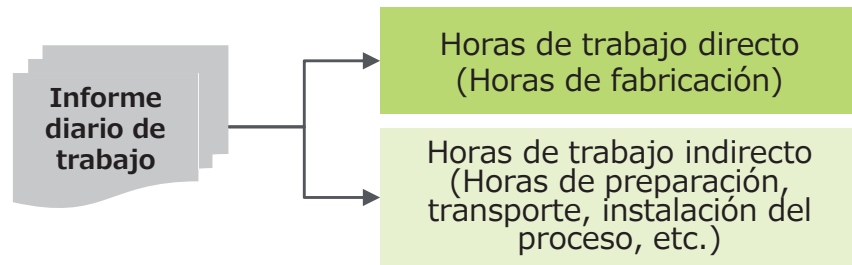 Informe
diario de
trabajo
Horas de trabajo directo
(Horas de fabricación)
Horas de trabajo indirecto
(Horas de preparación,
transporte, instalación del
proceso, etc.)